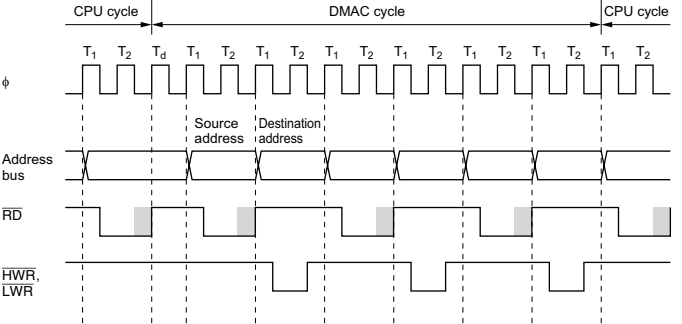 CPU cycle DMAC cycle CPU cycle
T1 T2 Td T1 T2 T1 T2 T1 T2 T1 T2 T1 T2 T1 T2 T1 T2
φ
Source address
Destination address
Address bus
RD
HWR,
LWR